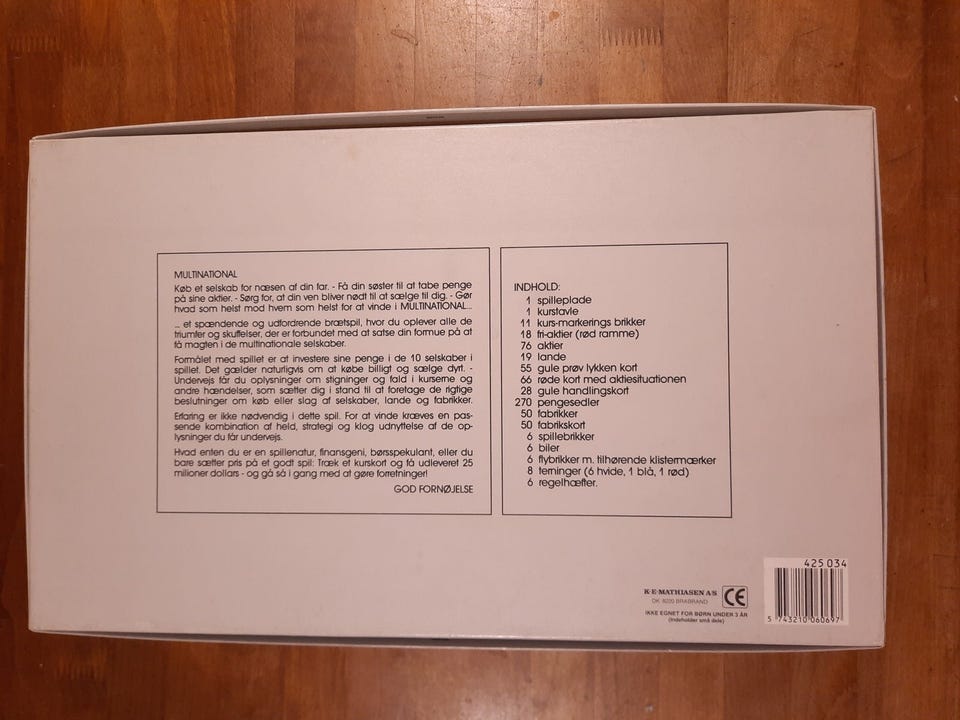 MULTINATIONAL
Køb et selskab for næsen af din far. - Få din søster til at tabe penge
på sine aktier. - Sørg for, at din ven bliver nødt til at sælge til dig. - Gør
hvad som helst mod hvem som helst for at vinde i MULTINATIONAL...
... et spændende og udfordrende brætspil, hvor du oplever alle de
triumfer og skuffelser, der er forbundet med at satse din formue på at
få magten i de multinationale selskaber.
Formålet med spillet er at investere sine penge i de 10 selskaber i
spillet. Det gælder naturligvis om at købe billigt og sælge dyrt. -
Undervejs får du oplysninger om stigninger og fald i kurserne og
andre hændelser, som sætter dig i stand til at foretage de rigtige
beslutninger om køb eller slag af selskaber, lande og fabrikker.
Erfaring er ikke nødvendig i dette spil. For at vinde kræves en pas-
sende kombination af held, strategi og klog udnyttelse af de op-
lysninger du får undervejs.
Hvad enten du er en spillenatur, finansgeni, børsspekulant, eller du
bare sætter pris på et godt spil: Træk et kurskort og få udleveret 25
milioner dollars - og gå så i gang med at gøre forretninger!
GOD FORNØJELSE
INDHOLD:
1 spilleplade
1 kurstavle
11 kurs-markerings brikker
18 fri-aktier (rød ramme)
76 aktier
19 lande
55 gule prøv lykken kort
66 røde kort med aktiesituationen
28 gule handlingskort
270 pengesedler
50 fabrikker
50 fabrikskort
6 spillebrikker
6 biler
6 flybrikker m. tilhørende klistermærker
8 terninger (6 hvide, 1 blå, 1 rød)
6 regelhæfter.
K·E·MATHIASEN A/S
DK 8220 BRABRAND
CE
IKKE EGNET FOR BØRN UNDER 3 ÅR
(Indeholder små dele)
425 034
5 743210 060697